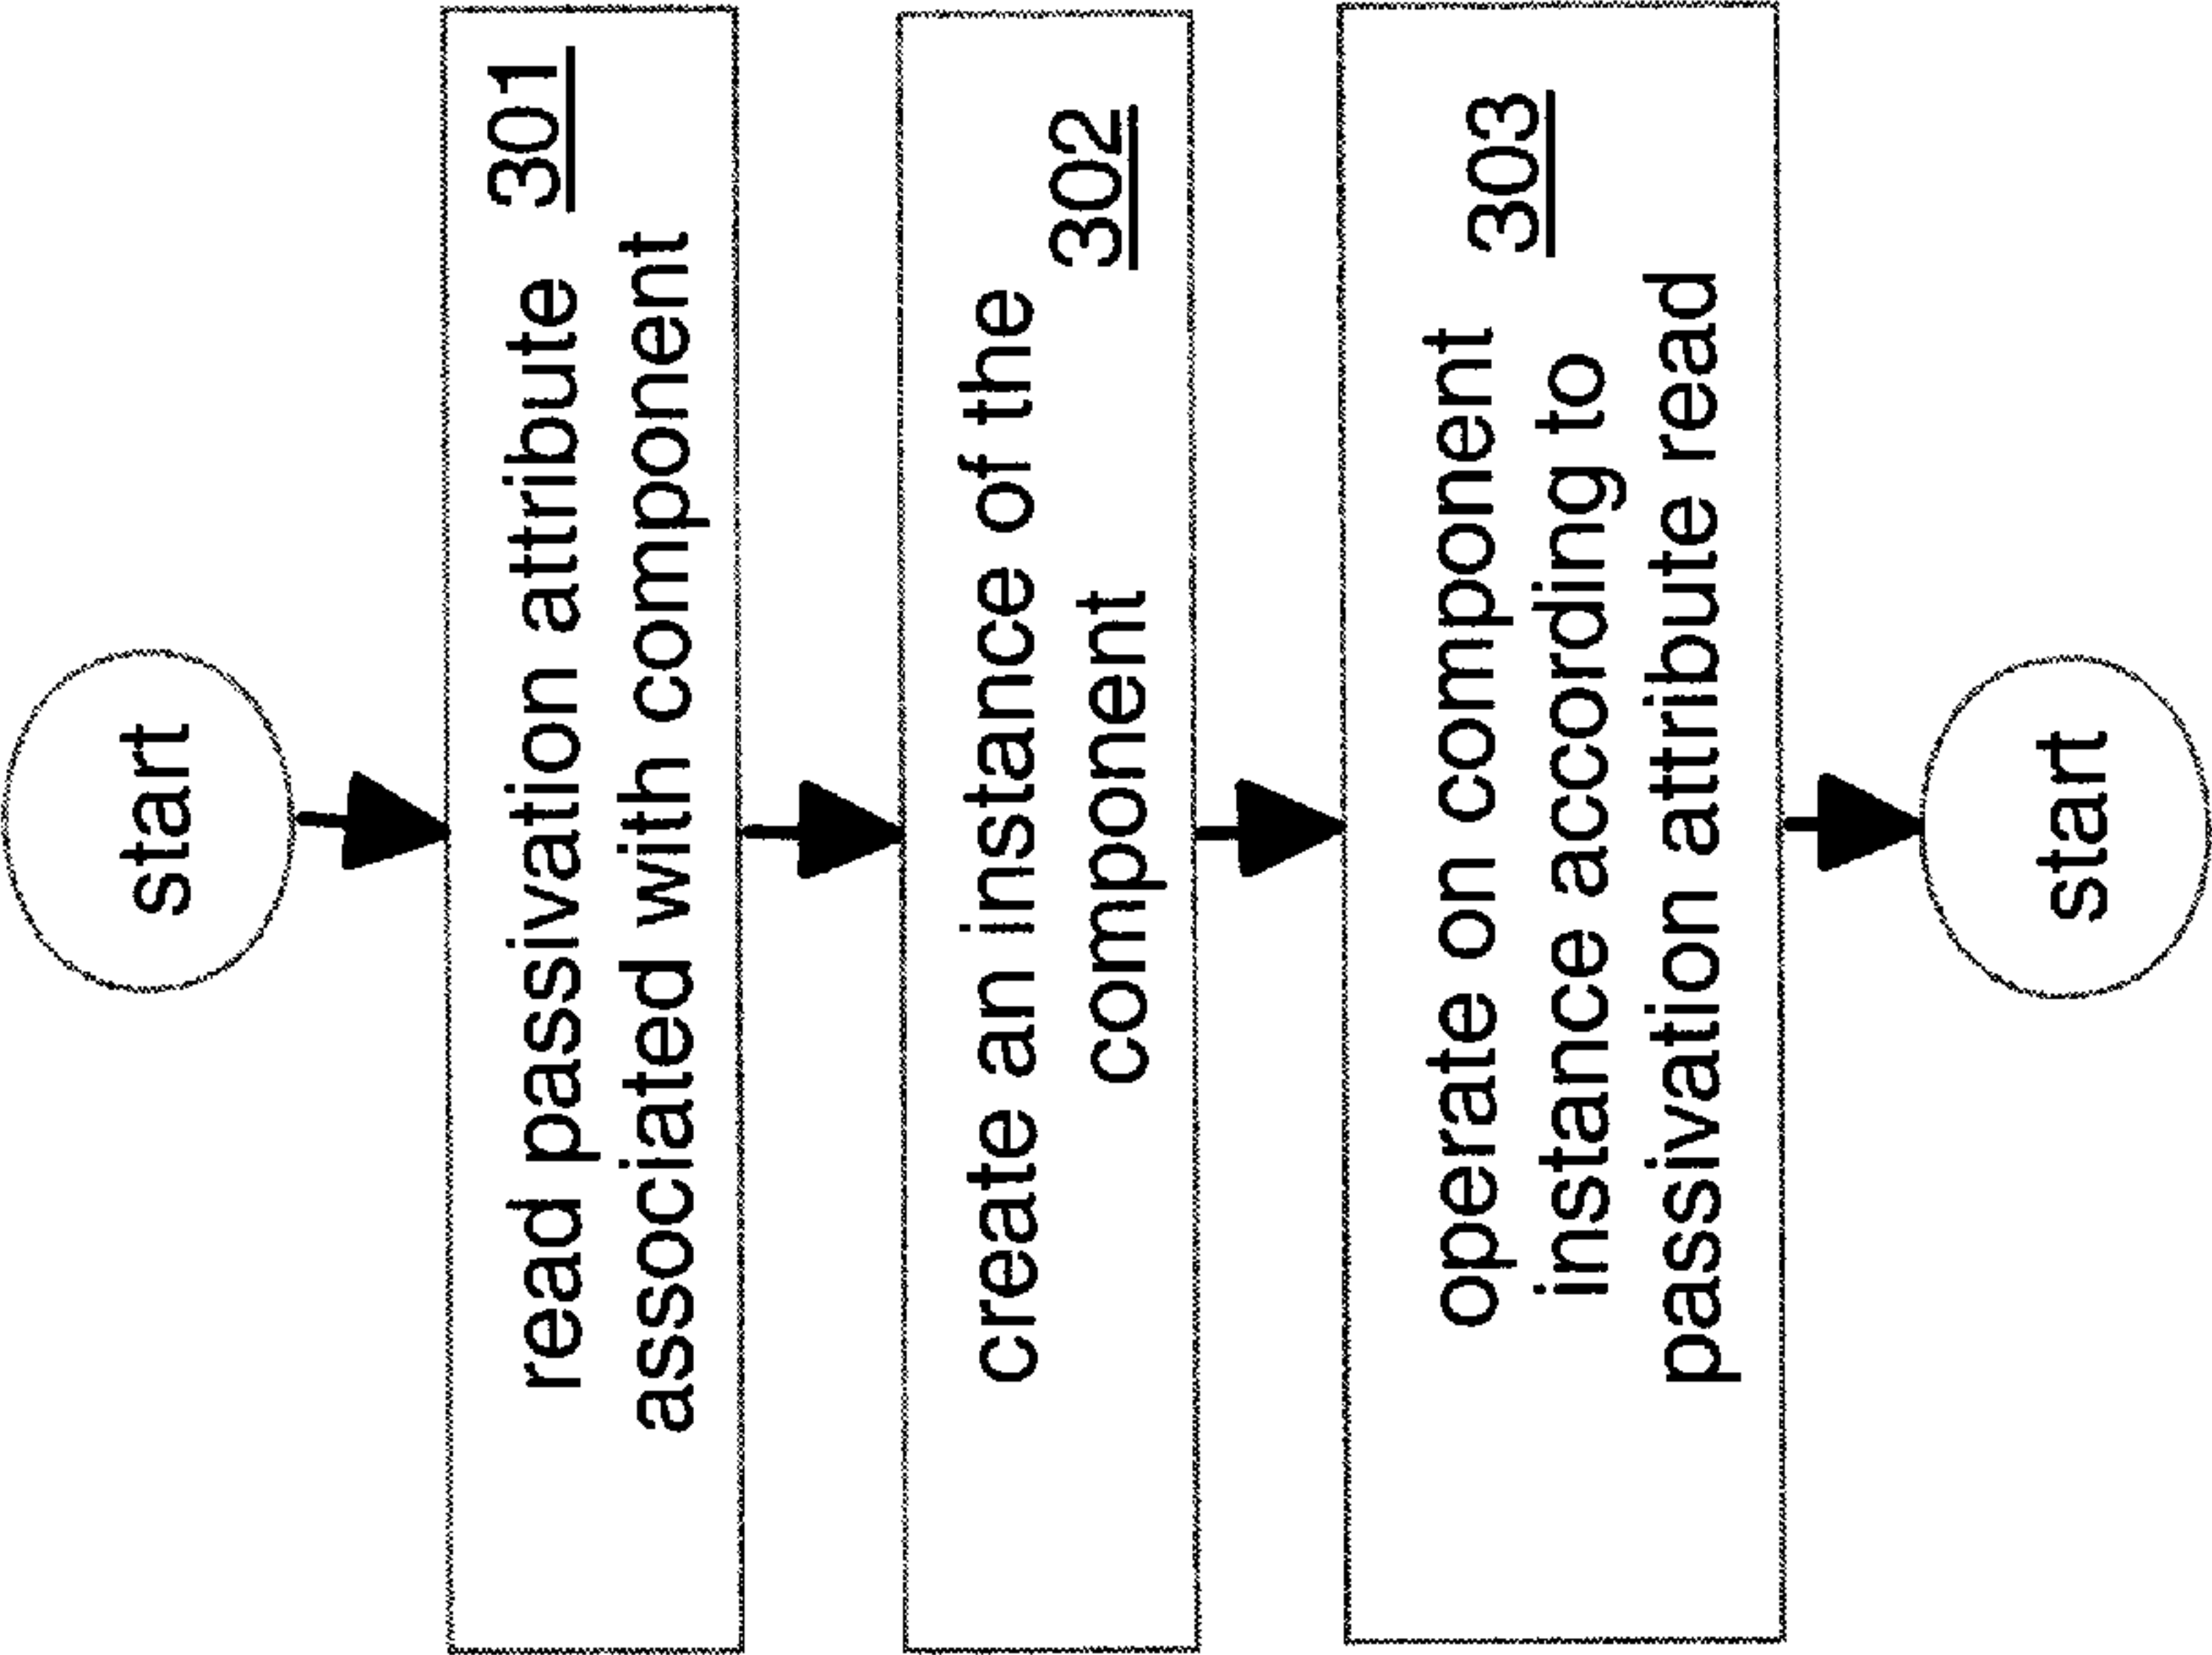 start
read passivation attribute 301
associated with component
create an instance of the
component 302
operate on component 303
instance according to
passivation attribute read
start